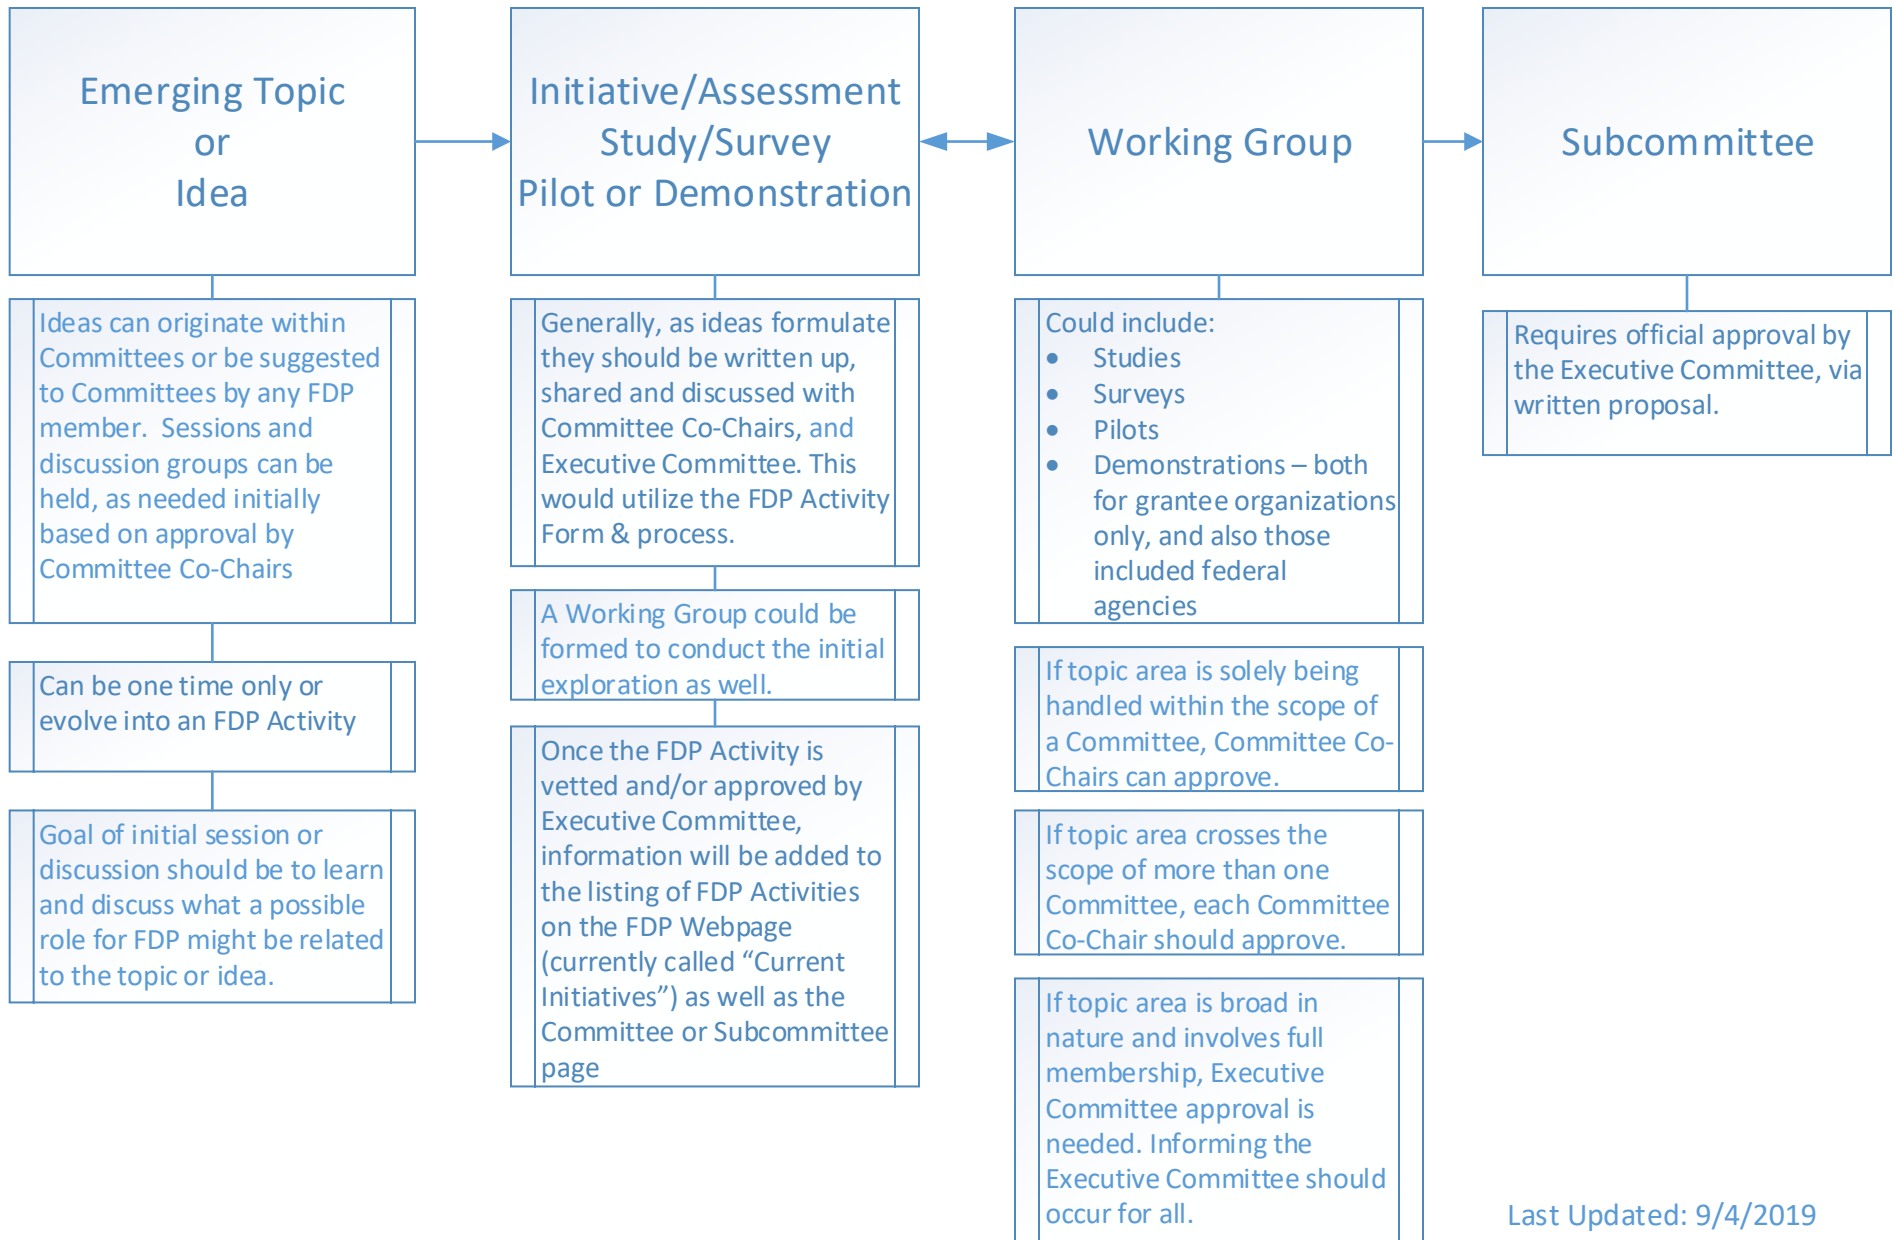 Emerging Topic
or
Idea
Initiative/Assessment
Study/Survey
Pilot or Demonstration
Working Group
Subcommittee
Ideas can originate within
Committees or be suggested
to Committees by any FDP
member.  Sessions and
discussion groups can be
held, as needed initially
based on approval by
Committee Co-Chairs
Can be one time only or
evolve into an FDP Activity
Goal of initial session or
discussion should be to learn
and discuss what a possible
role for FDP might be related
to the topic or idea.
Generally, as ideas formulate
they should be written up,
shared and discussed with
Committee Co-Chairs, and
Executive Committee. This
would utilize the FDP Activity
Form & process.
A Working Group could be
formed to conduct the initial
exploration as well.
Once the FDP Activity is
vetted and/or approved by
Executive Committee,
information will be added to
the listing of FDP Activities
on the FDP Webpage
(currently called “Current
Initiatives”) as well as the
Committee or Subcommittee
page
Could include:
• Studies
• Surveys
• Pilots
• Demonstrations – both
for grantee organizations
only, and also those
included federal
agencies
If topic area is solely being
handled within the scope of
a Committee, Committee Co-
Chairs can approve.
If topic area crosses the
scope of more than one
Committee, each Committee
Co-Chair should approve.
If topic area is broad in
nature and involves full
membership, Executive
Committee approval is
needed. Informing the
Executive Committee should
occur for all.
Requires official approval by
the Executive Committee, via
written proposal.
Last Updated: 9/4/2019